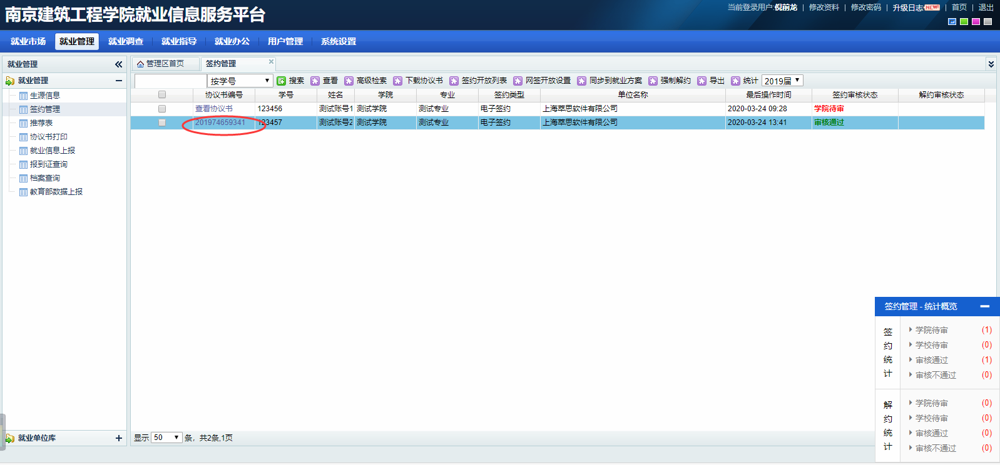 南京建筑工程学院就业信息服务平台
当前登录用户:倪前龙 | 修改资料 | 修改密码 | 升级日志 NEW! | 首页 | 退出
就业市场 就业管理 就业调查 就业指导 就业办公 用户管理 系统设置
就业管理
管理区首页 签约管理
就业管理
生源信息
签约管理
推荐表
协议书打印
就业信息上报
报到证查询
档案查询
教育部数据上报
就业单位库
按学号 搜索 查看 高级检索 下载协议书 签约开放列表 网签开放设置 同步到就业方案 强制解约 导出 统计 2019届
协议书编号 学号 姓名 学院 专业 签约类型 单位名称 最后操作时间 签约审核状态 解约审核状态
查看协议书 123456 测试账号1 测试学院 测试专业 电子签约 上海萃思软件有限公司 2020-03-24 09:28 学院待审
201974659341 123457 测试账号2 测试学院 测试专业 电子签约 上海萃思软件有限公司 2020-03-24 13:41 审核通过
显示 50 条，共2条,1页
签约管理 - 统计概览
签约统计
学院待审 (1)
学校待审 (0)
审核通过 (1)
审核不通过 (0)
解约统计
学院待审 (0)
学校待审 (0)
审核通过 (0)
审核不通过 (0)